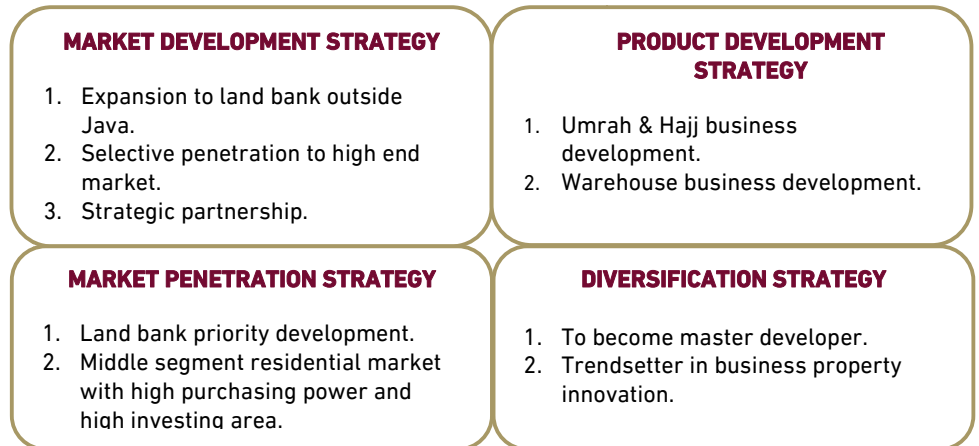 MARKET DEVELOPMENT STRATEGY
1. Expansion to land bank outside
Java.
2. Selective penetration to high end
market.
3. Strategic partnership.
PRODUCT DEVELOPMENT
STRATEGY
1. Umrah & Hajj business
development.
2. Warehouse business development.
MARKET PENETRATION STRATEGY
1. Land bank priority development.
2. Middle segment residential market
with high purchasing power and
high investing area.
DIVERSIFICATION STRATEGY
1. To become master developer.
2. Trendsetter in business property
innovation.